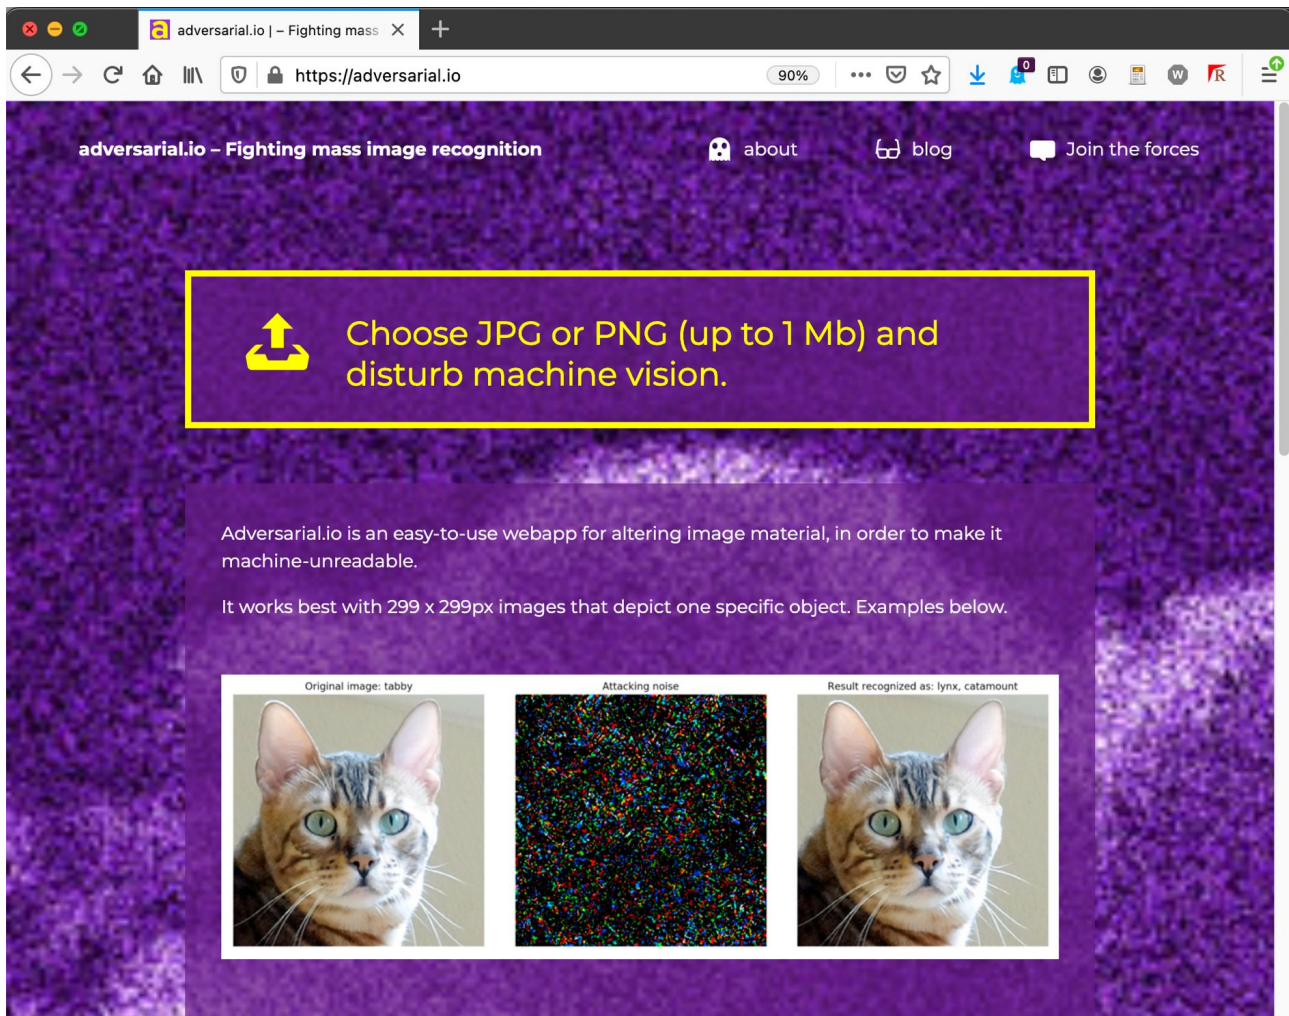 adversarial.io | – Fighting mass
https://adversarial.io
90%
0
W
R
adversarial.io – Fighting mass image recognition
about
blog
Join the forces
Choose JPG or PNG (up to 1 Mb) and
disturb machine vision.
Adversarial.io is an easy-to-use webapp for altering image material, in order to make it
machine-unreadable.
It works best with 299 x 299px images that depict one specific object. Examples below.
Original image: tabby
Attacking noise
Result recognized as: lynx, catamount